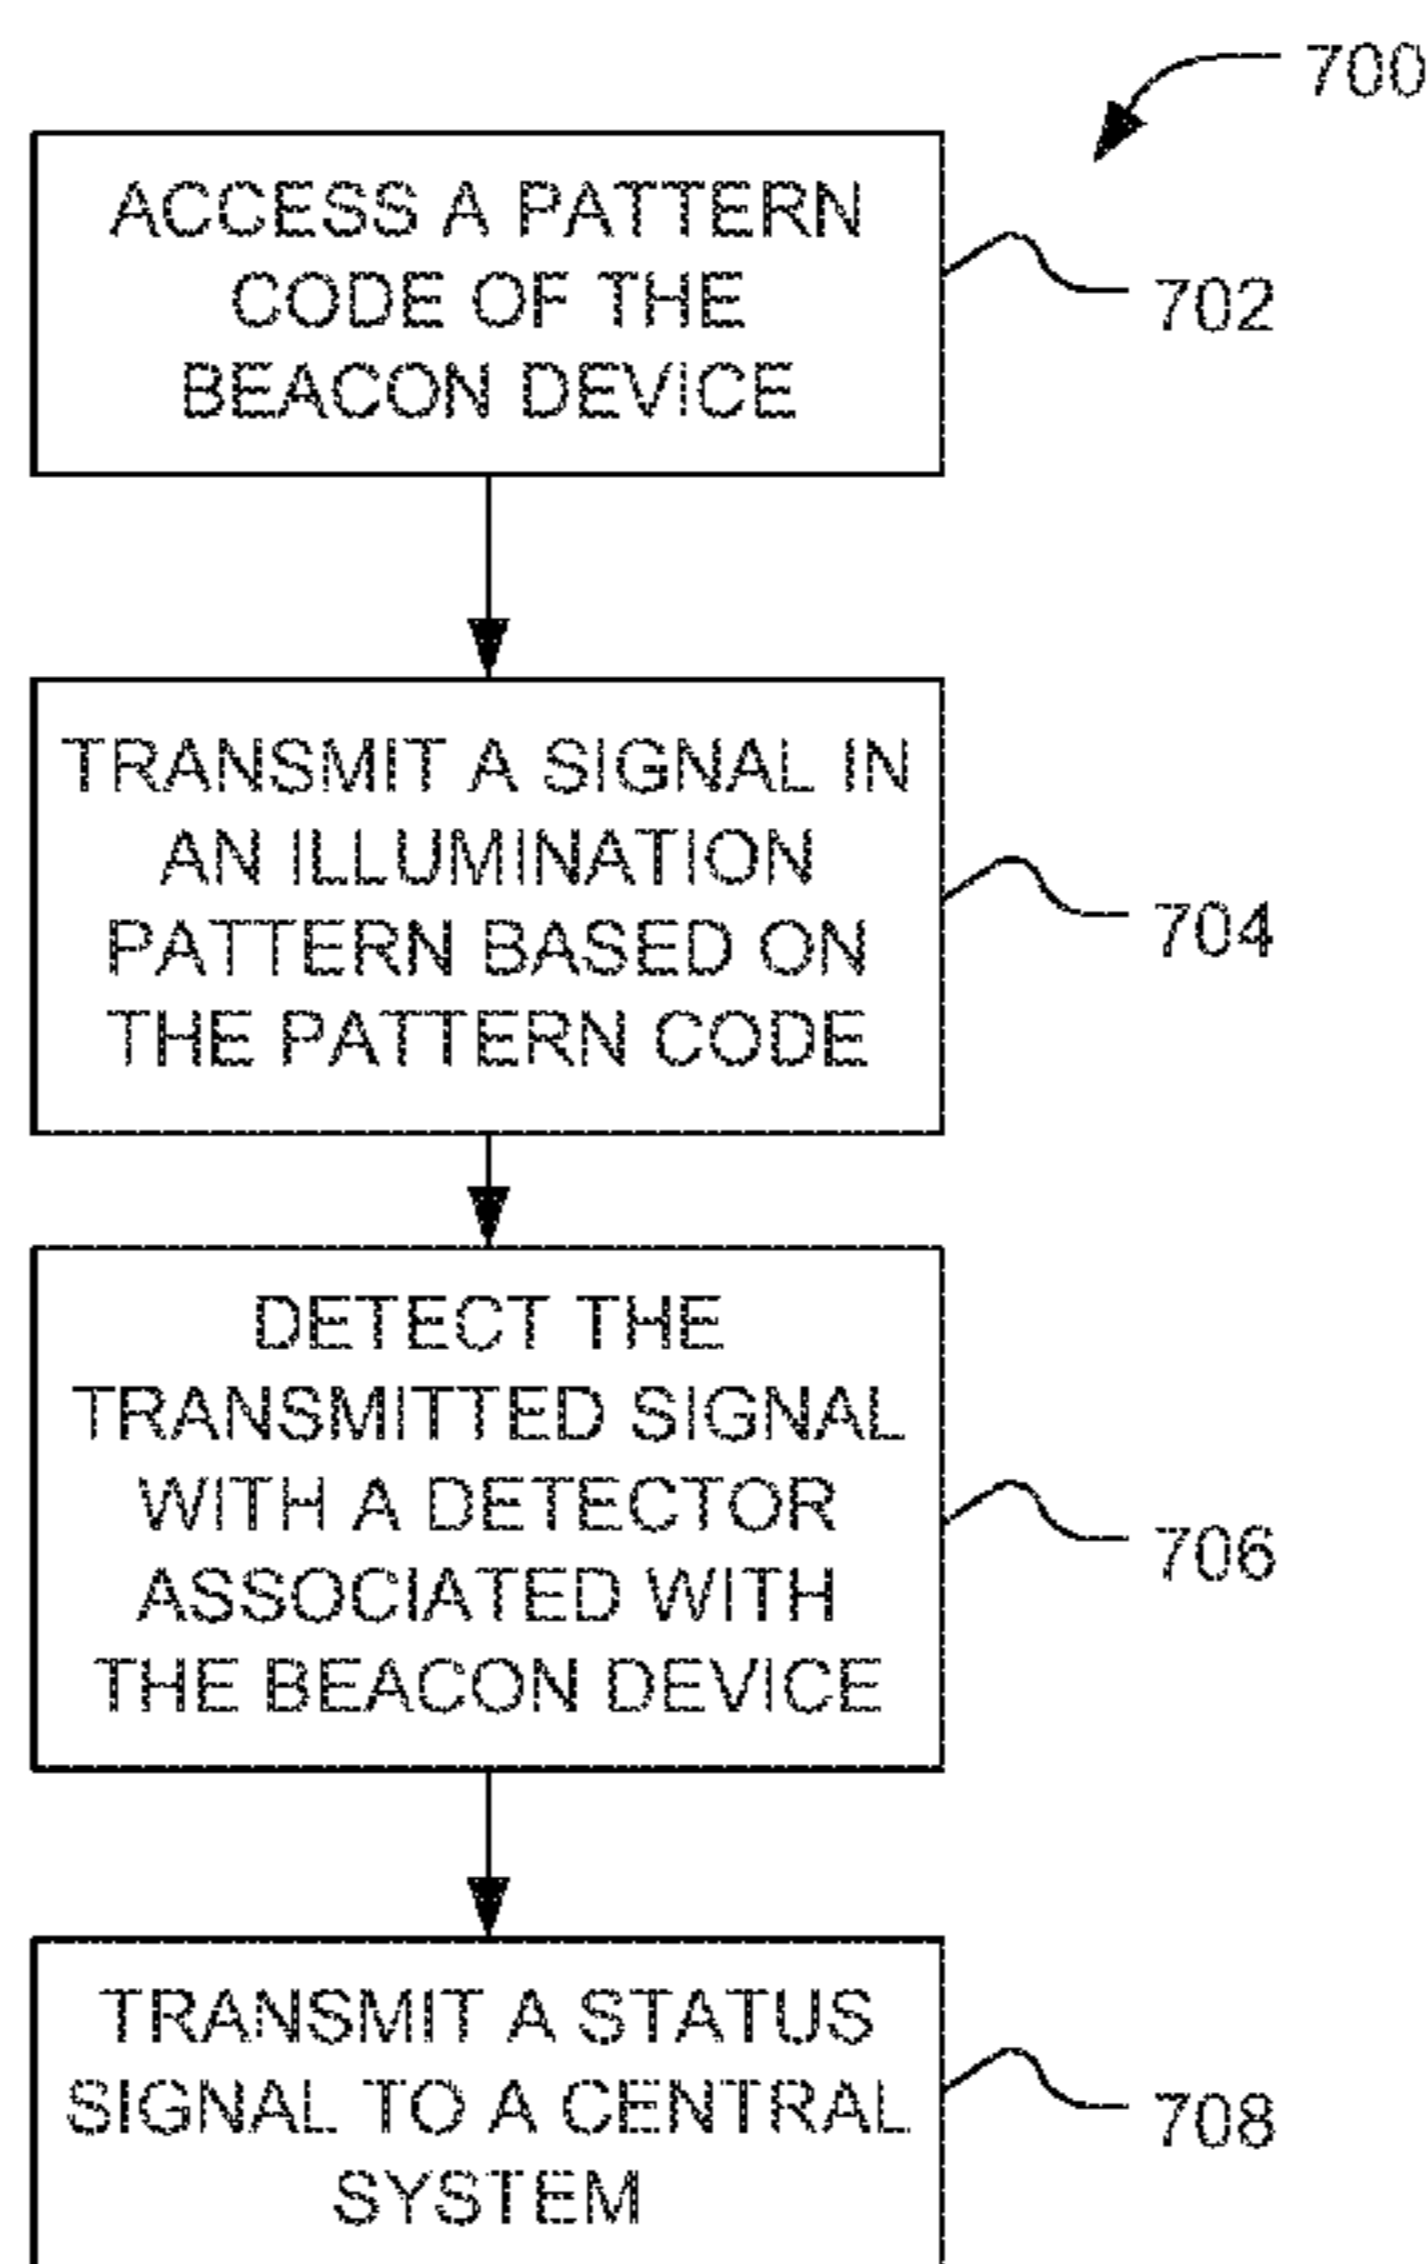 700
ACCESS A PATTERN
CODE OF THE
BEACON DEVICE
702
TRANSMIT A SIGNAL IN
AN ILLUMINATION
PATTERN BASED ON
THE PATTERN CODE
704
DETECT THE
TRANSMITTED SIGNAL
WITH A DETECTOR
ASSOCIATED WITH
THE BEACON DEVICE
706
TRANSMIT A STATUS
SIGNAL TO A CENTRAL
SYSTEM
708